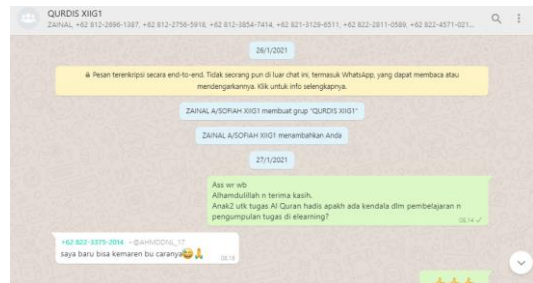 QURDIS XIIG1
ZAINAL, +62 812-2696-1387, +62 812-2756-5918, +62 812-3854-7414, +62 821-3129-6511, +62 822-2811-0589, +62 822-4571-021...
26/1/2021
Pesan terenkripsi secara end-to-end. Tidak seorang pun di luar chat ini, termasuk WhatsApp, yang dapat membaca atau
mendengarkannya. Klik untuk info selengkapnya.
ZAINAL A/SOFIAH XIIG1 membuat grup "QURDIS XIIG1"
ZAINAL A/SOFIAH XIIG1 menambahkan Anda
27/1/2021
Ass wr wb
Alhamdulillah n terima kasih.
Anak2 utk tugas Al Quran hadis apakh ada kendala dlm pembelajaran n
pengumpulan tugas di elearning?
08.14
+62 822-3375-2014 ~@AHMDDNL_17
saya baru bisa kemaren bu caranya😅🙏
08.18